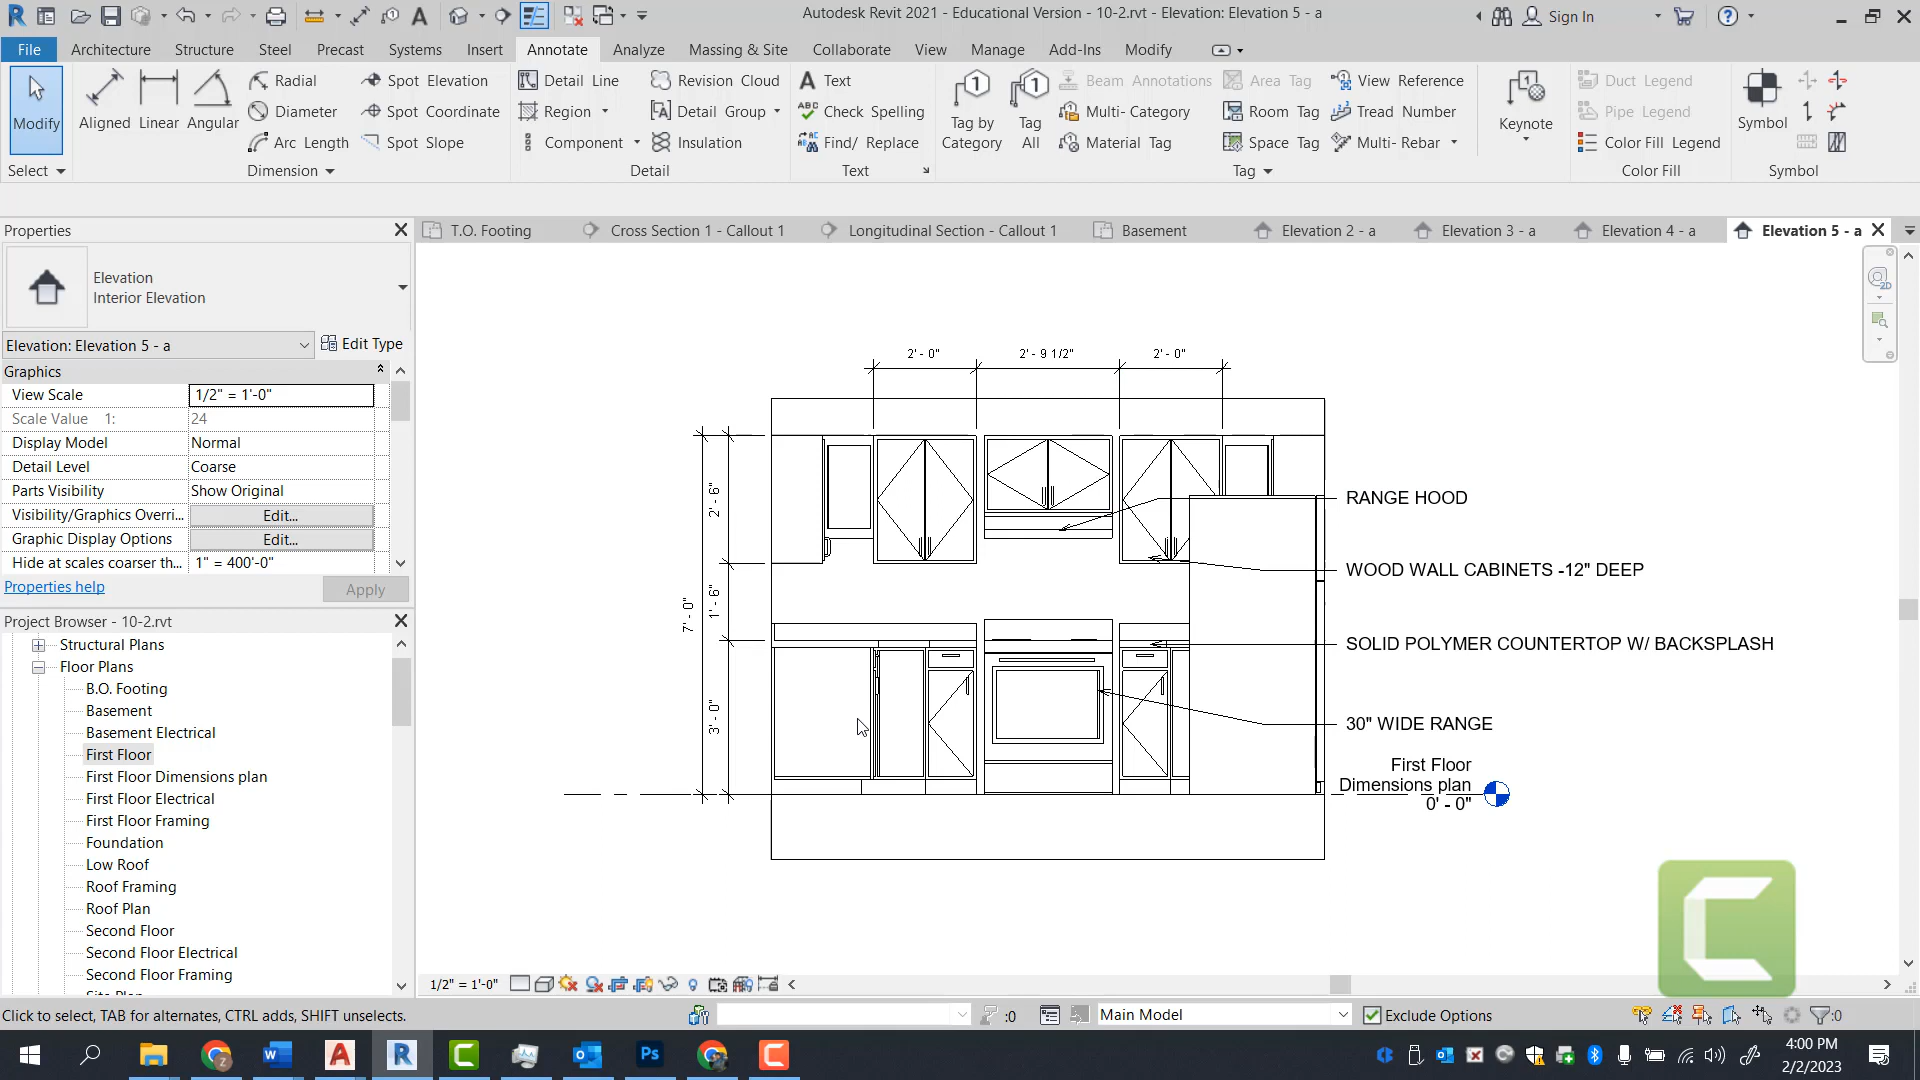 Autodesk Revit 2021 - Educational Version - 10-2.rvt - Elevation: Elevation 5 - a
Sign In
File Architecture Structure Steel Precast Systems Insert Annotate Analyze Massing & Site Collaborate View Manage Add-Ins Modify
Modify
Aligned
Linear
Angular
Radial
Diameter
Arc Length
Spot Elevation
Spot Coordinate
Spot Slope
Detail Line
Region
Component
Revision Cloud
Detail Group
Insulation
Text
Check Spelling
Find/ Replace
Tag by
Category
Tag
All
Beam Annotations
Multi- Category
Material Tag
Area Tag
Room Tag
Space Tag
View Reference
Tread Number
Multi- Rebar
Keynote
Duct Legend
Pipe Legend
Color Fill Legend
Symbol
Select
Dimension
Detail
Text
Tag
Color Fill
Symbol
Properties
T.O. Footing
Cross Section 1 - Callout 1
Longitudinal Section - Callout 1
Basement
Elevation 2 - a
Elevation 3 - a
Elevation 4 - a
Elevation 5 - a
Elevation
Interior Elevation
Elevation: Elevation 5 - a
Edit Type
Graphics
View Scale 1/2" = 1'-0"
Scale Value 1: 24
Display Model Normal
Detail Level Coarse
Parts Visibility Show Original
Visibility/Graphics Overri... Edit...
Graphic Display Options Edit...
Hide at scales coarser th... 1" = 400'-0"
Properties help
Apply
Project Browser - 10-2.rvt
Structural Plans
Floor Plans
B.O. Footing
Basement
Basement Electrical
First Floor
First Floor Dimensions plan
First Floor Electrical
First Floor Framing
Foundation
Low Roof
Roof Framing
Roof Plan
Second Floor
Second Floor Electrical
Second Floor Framing
2' - 0"
2' - 9 1/2"
2' - 0"
2' - 6"
1' - 6"
7' - 0"
3' - 0"
RANGE HOOD
WOOD WALL CABINETS -12" DEEP
SOLID POLYMER COUNTERTOP W/ BACKSPLASH
30" WIDE RANGE
First Floor
Dimensions plan
0' - 0"
1/2" = 1'-0"
Click to select, TAB for alternates, CTRL adds, SHIFT unselects.
:0
Main Model
Exclude Options
:0
4:00 PM
2/2/2023